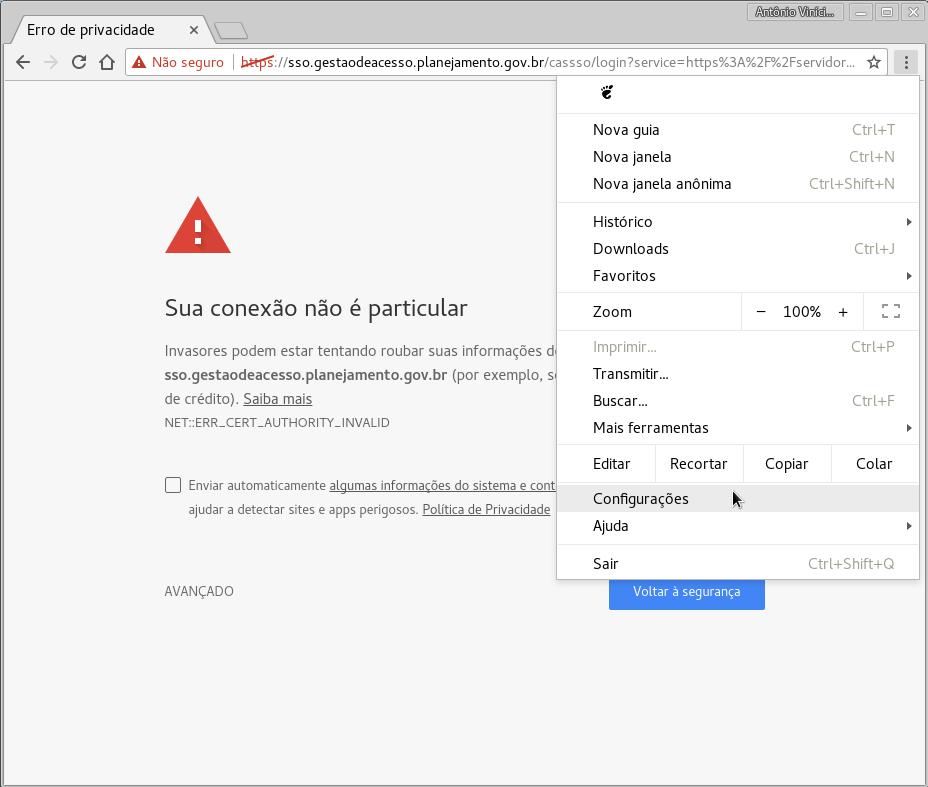 Antônio Viníci...
Erro de privacidade
Não seguro
https://sso.gestaodeacesso.planejamento.gov.br/cassso/login?service=https%3A%2F%2Fservidor...
Nova guia Ctrl+T
Nova janela Ctrl+N
Nova janela anônima Ctrl+Shift+N
Histórico
Downloads Ctrl+J
Favoritos
Zoom − 100% +
Imprimir... Ctrl+P
Transmitir...
Buscar... Ctrl+F
Mais ferramentas
Editar Recortar Copiar Colar
Configurações
Ajuda
Sair Ctrl+Shift+Q
Sua conexão não é particular
Invasores podem estar tentando roubar suas informações
sso.gestaodeacesso.planejamento.gov.br (por exemplo,
de crédito). Saiba mais
NET::ERR_CERT_AUTHORITY_INVALID
Enviar automaticamente algumas informações do sistema e cont
ajudar a detectar sites e apps perigosos. Política de Privacidade
AVANÇADO
Voltar à segurança